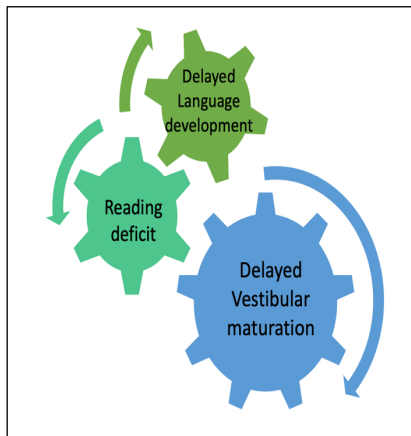 Delayed
Language
development
Reading
deficit
Delayed
Vestibular
maturation